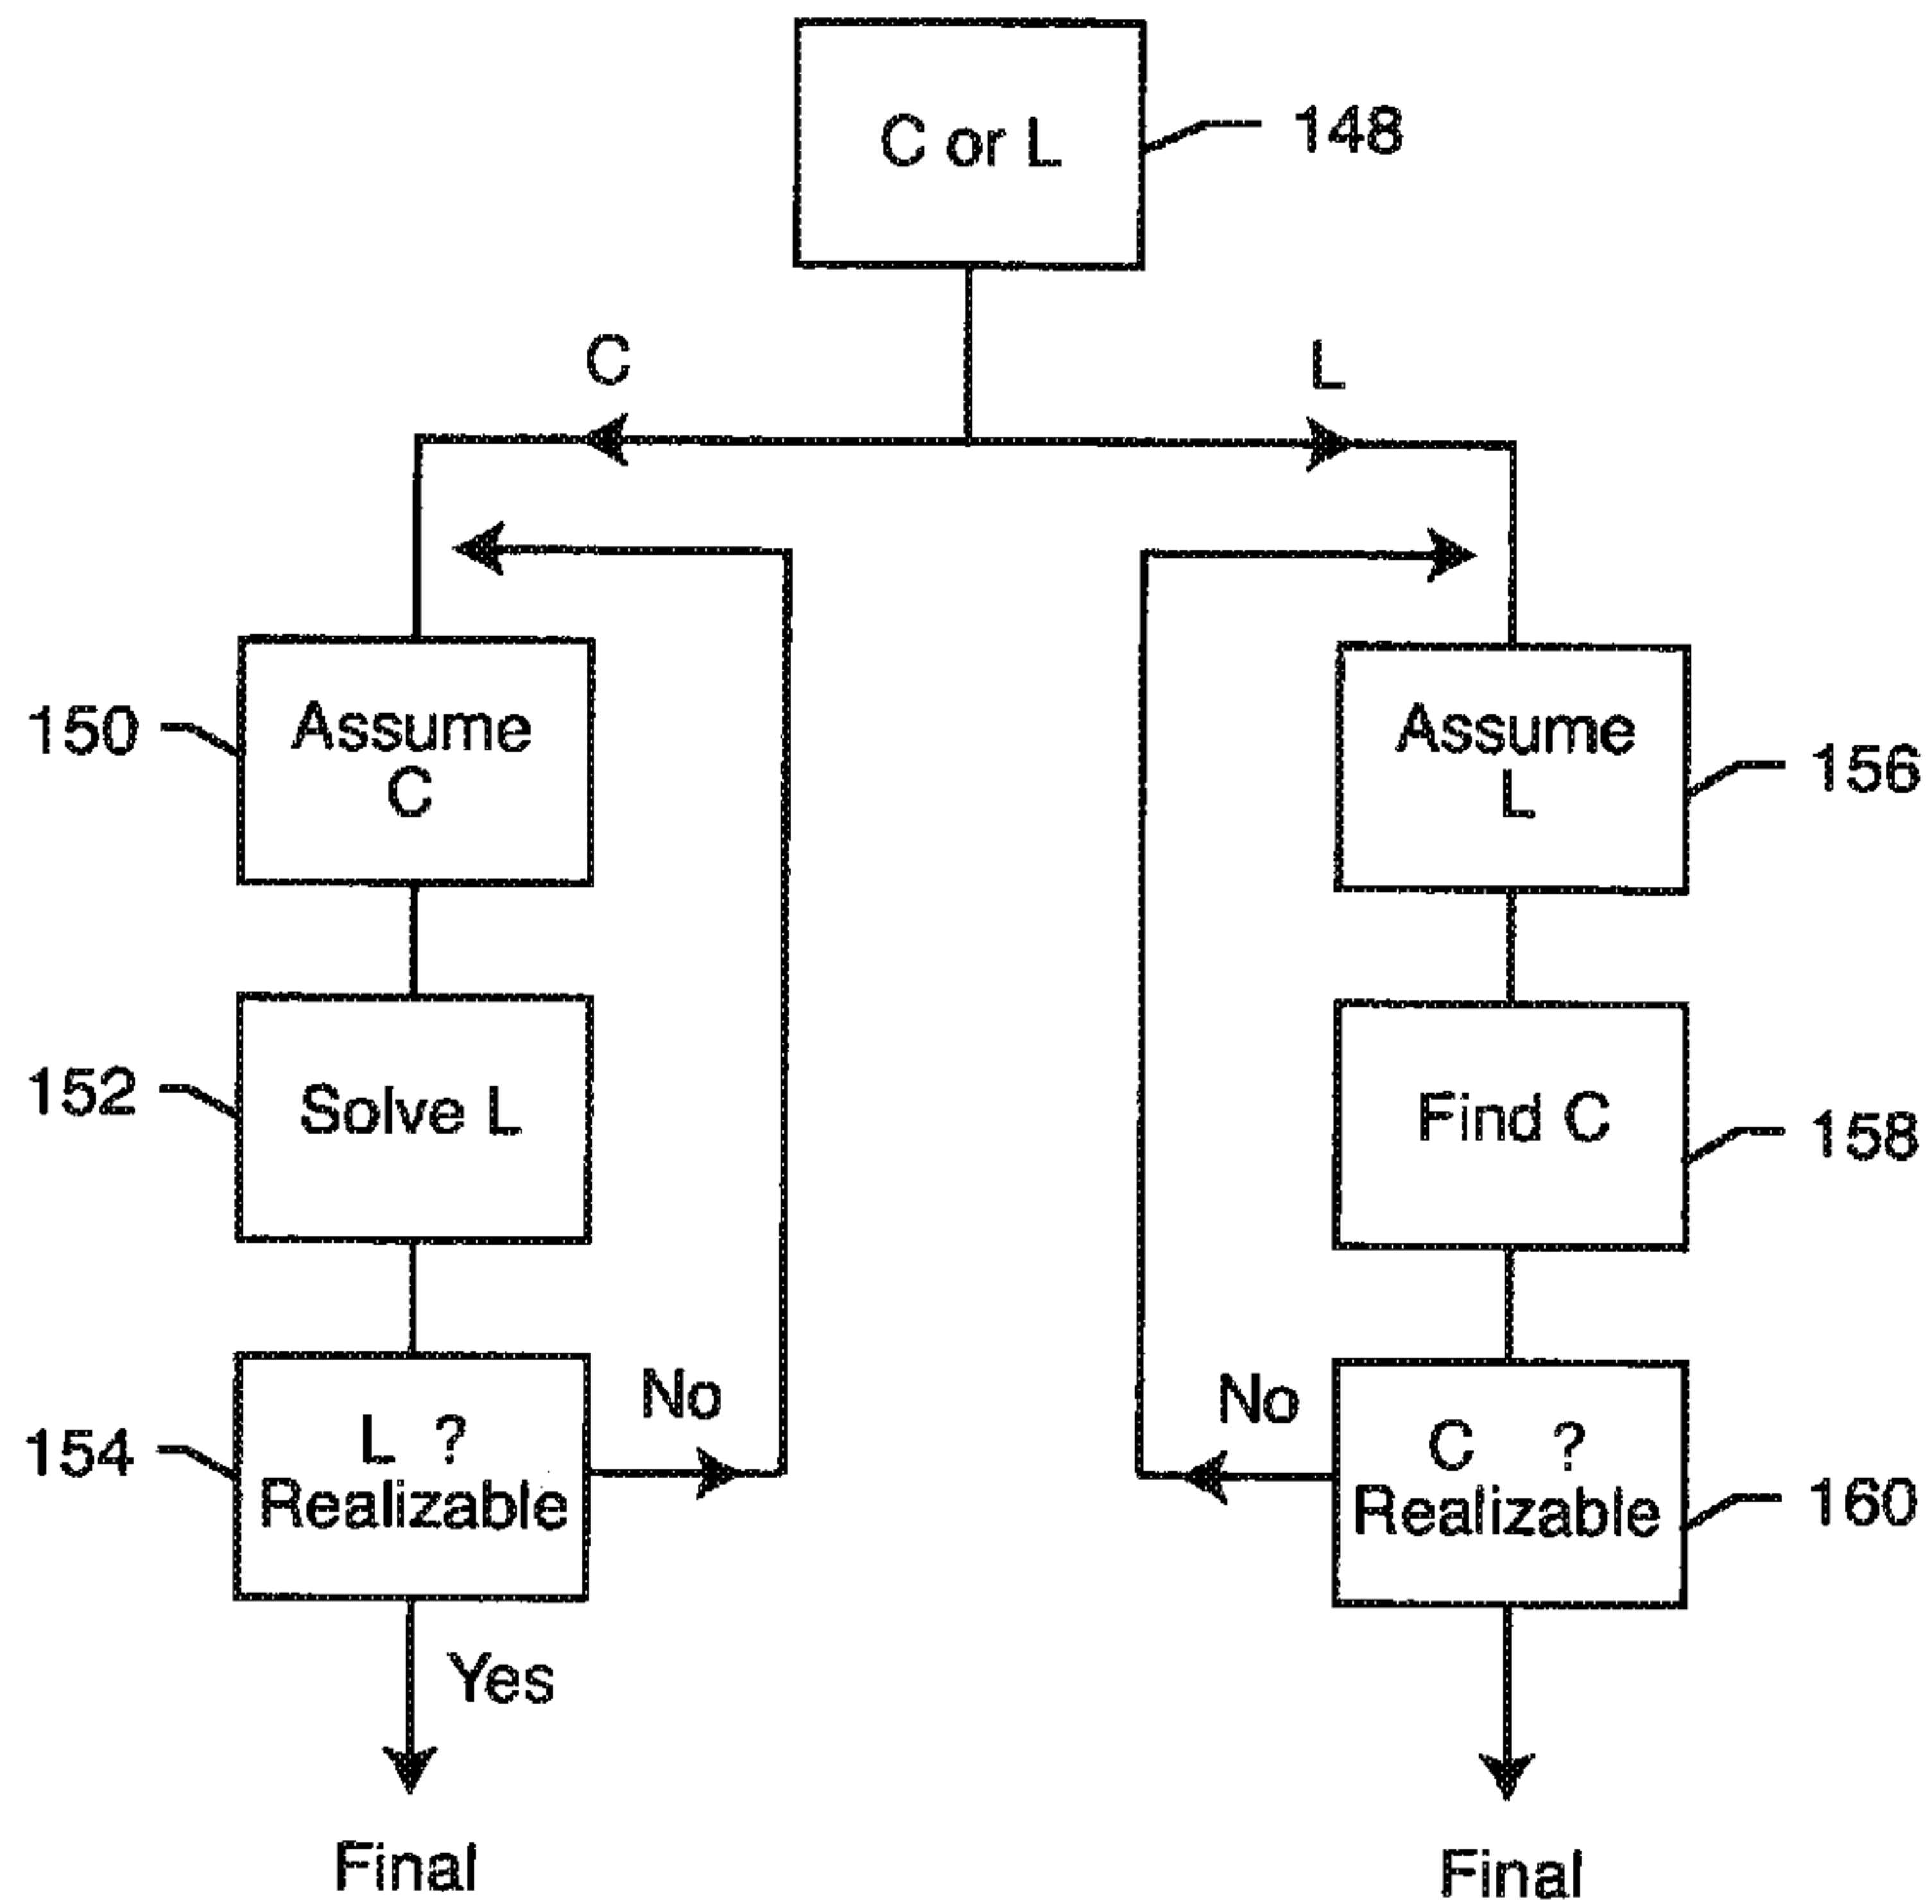 C or L
148
C
L
150
Assume
C
Assume
L
156
152
Solve L
Find C
158
154
L ?
Realizable
No
No
C ?
Realizable
160
Yes
Final
Final